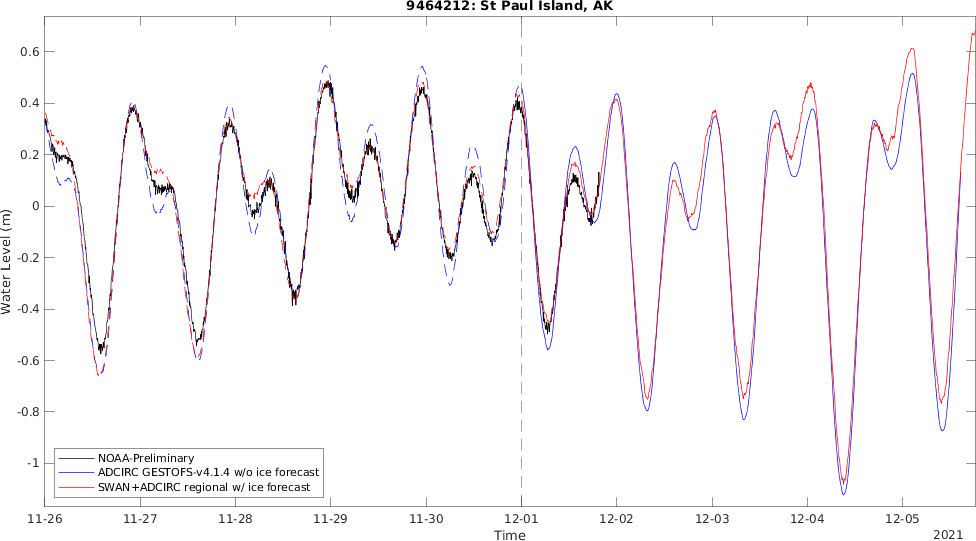 9464212: St Paul Island, AK
Water Level (m)
0.6
0.4
0.2
0
-0.2
-0.4
-0.6
-0.8
-1
NOAA-Preliminary
ADCIRC GESTOFS-v4.1.4 w/o ice forecast
SWAN+ADCIRC regional w/ ice forecast
11-26 11-27 11-28 11-29 11-30 12-01 12-02 12-03 12-04 12-05
Time
2021